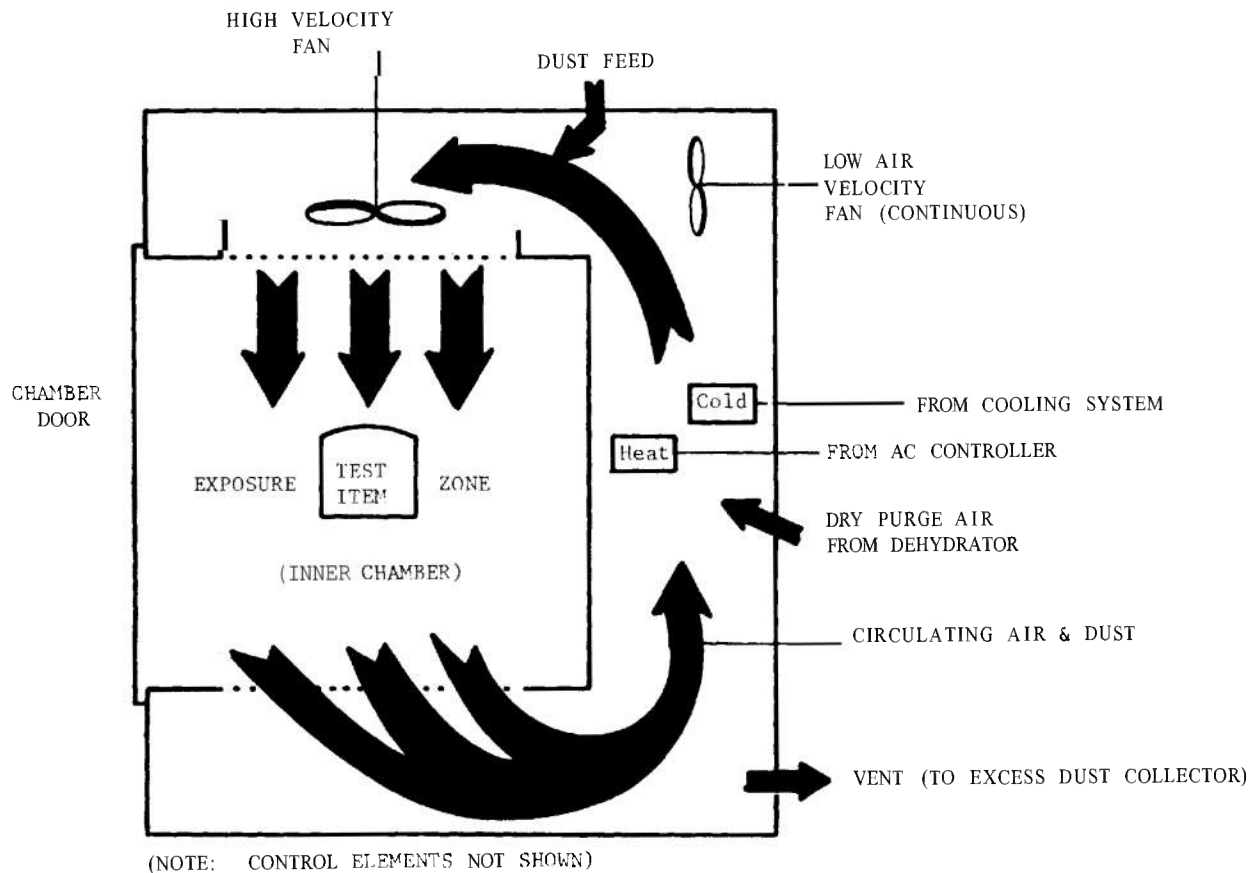 HIGH VELOCITY
FAN
DUST FEED
LOW AIR
VELOCITY
FAN (CONTINUOUS)
CHAMBER
DOOR
Cold
FROM COOLING SYSTEM
Heat
FROM AC CONTROLLER
EXPOSURE
TEST
ITEM
ZONE
DRY PURGE AIR
FROM DEHYDRATOR
(INNER CHAMBER)
CIRCULATING AIR & DUST
VENT (TO EXCESS DUST COLLECTOR)
(NOTE: CONTROL ELEMENTS NOT SHOWN)